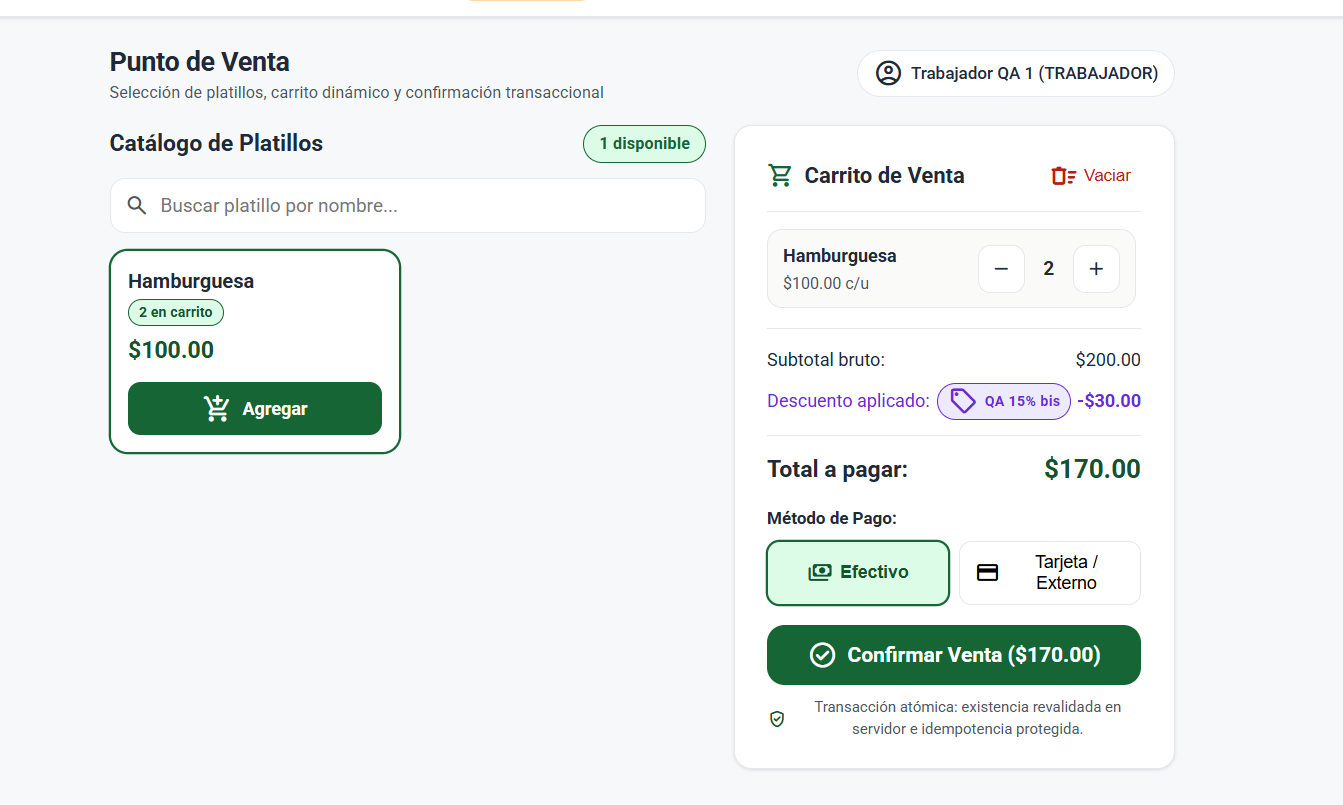 Punto de Venta
Selección de platillos, carrito dinámico y confirmación transaccional
Trabajador QA 1 (TRABAJADOR)
Catálogo de Platillos
1 disponible
Buscar platillo por nombre...
Hamburguesa
2 en carrito
$100.00
Agregar
Carrito de Venta
Vaciar
Hamburguesa
$100.00 c/u
− 2 +
Subtotal bruto: $200.00
Descuento aplicado: QA 15% bis -$30.00
Total a pagar: $170.00
Método de Pago:
Efectivo
Tarjeta /
Externo
Confirmar Venta ($170.00)
Transacción atómica: existencia revalidada en
servidor e idempotencia protegida.